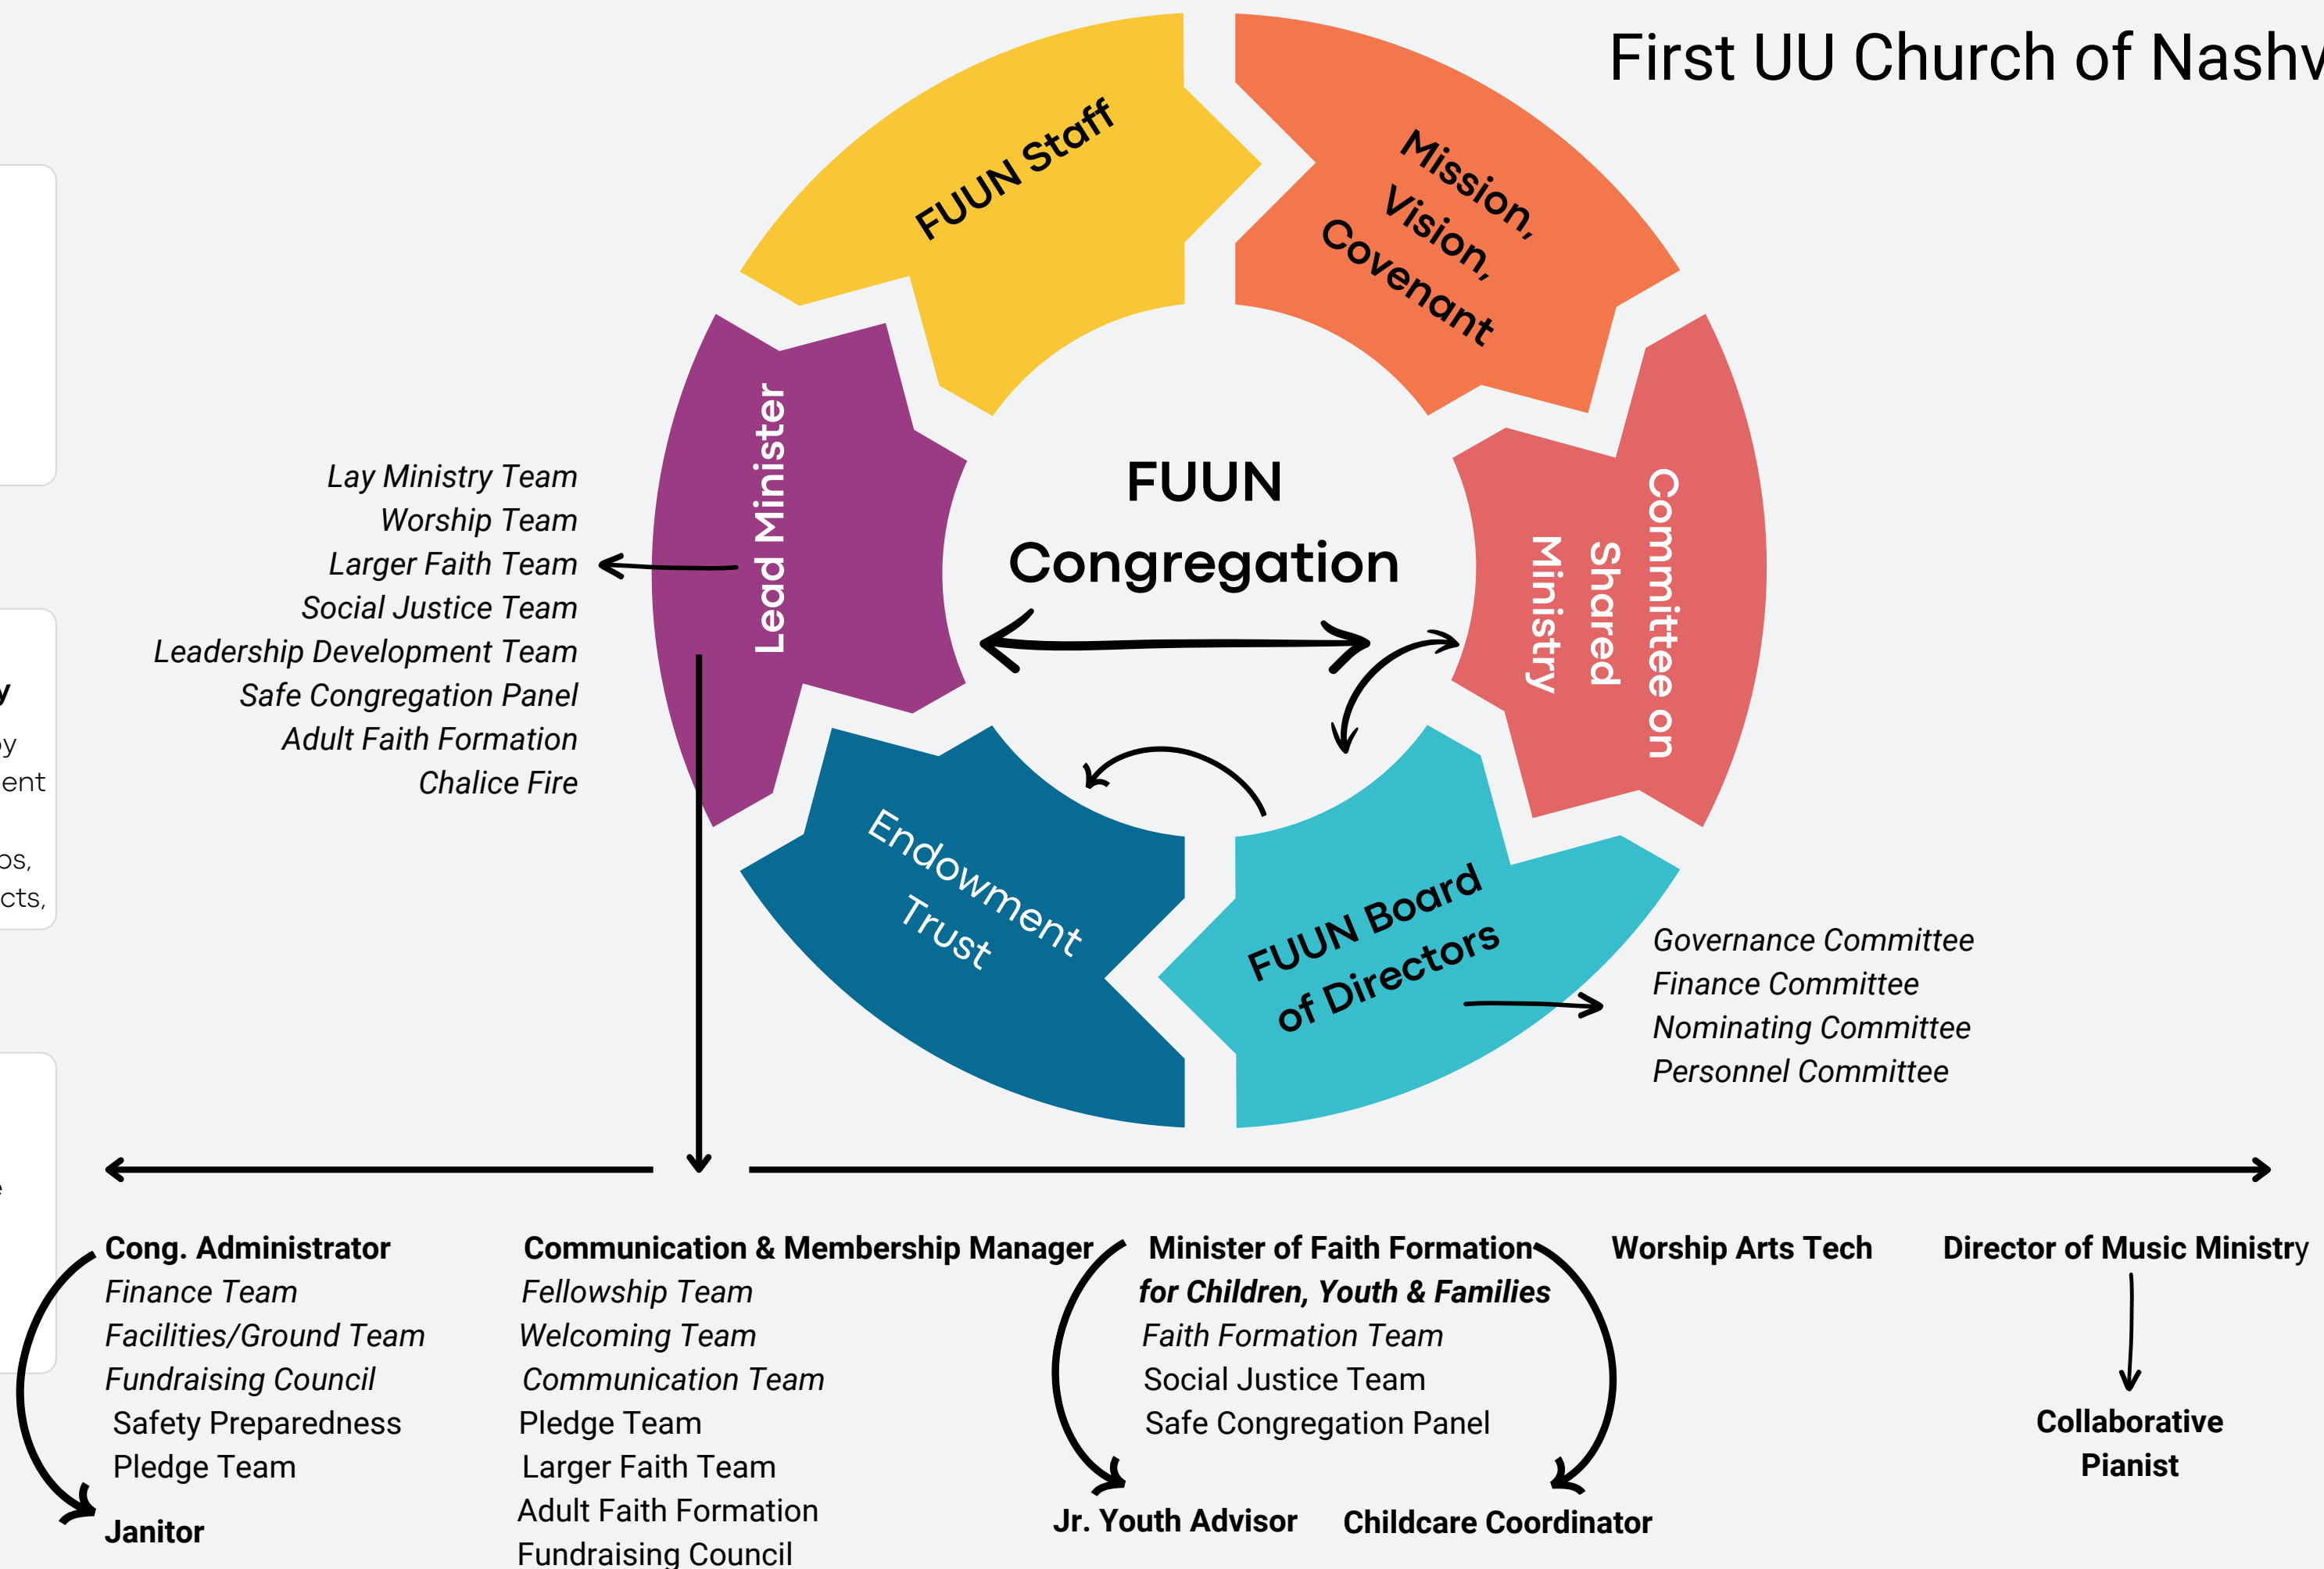 First UU Church of Nashv
FUUN Staff
Mission,
Vision,
Covenant
Lead Minister
FUUN
Congregation
Committee on
Shared
Ministry
Endowment
Trust
FUUN Board
of Directors
Lay Ministry Team
Worship Team
Larger Faith Team
Social Justice Team
Leadership Development Team
Safe Congregation Panel
Adult Faith Formation
Chalice Fire
y
ent
cts,
Governance Committee
Finance Committee
Nominating Committee
Personnel Committee
Cong. Administrator
Finance Team
Facilities/Ground Team
Fundraising Council
Safety Preparedness
Pledge Team
Janitor
Communication & Membership Manager
Fellowship Team
Welcoming Team
Communication Team
Pledge Team
Larger Faith Team
Adult Faith Formation
Fundraising Council
Minister of Faith Formation
for Children, Youth & Families
Faith Formation Team
Social Justice Team
Safe Congregation Panel
Jr. Youth Advisor
Childcare Coordinator
Worship Arts Tech
Director of Music Ministry
Collaborative
Pianist